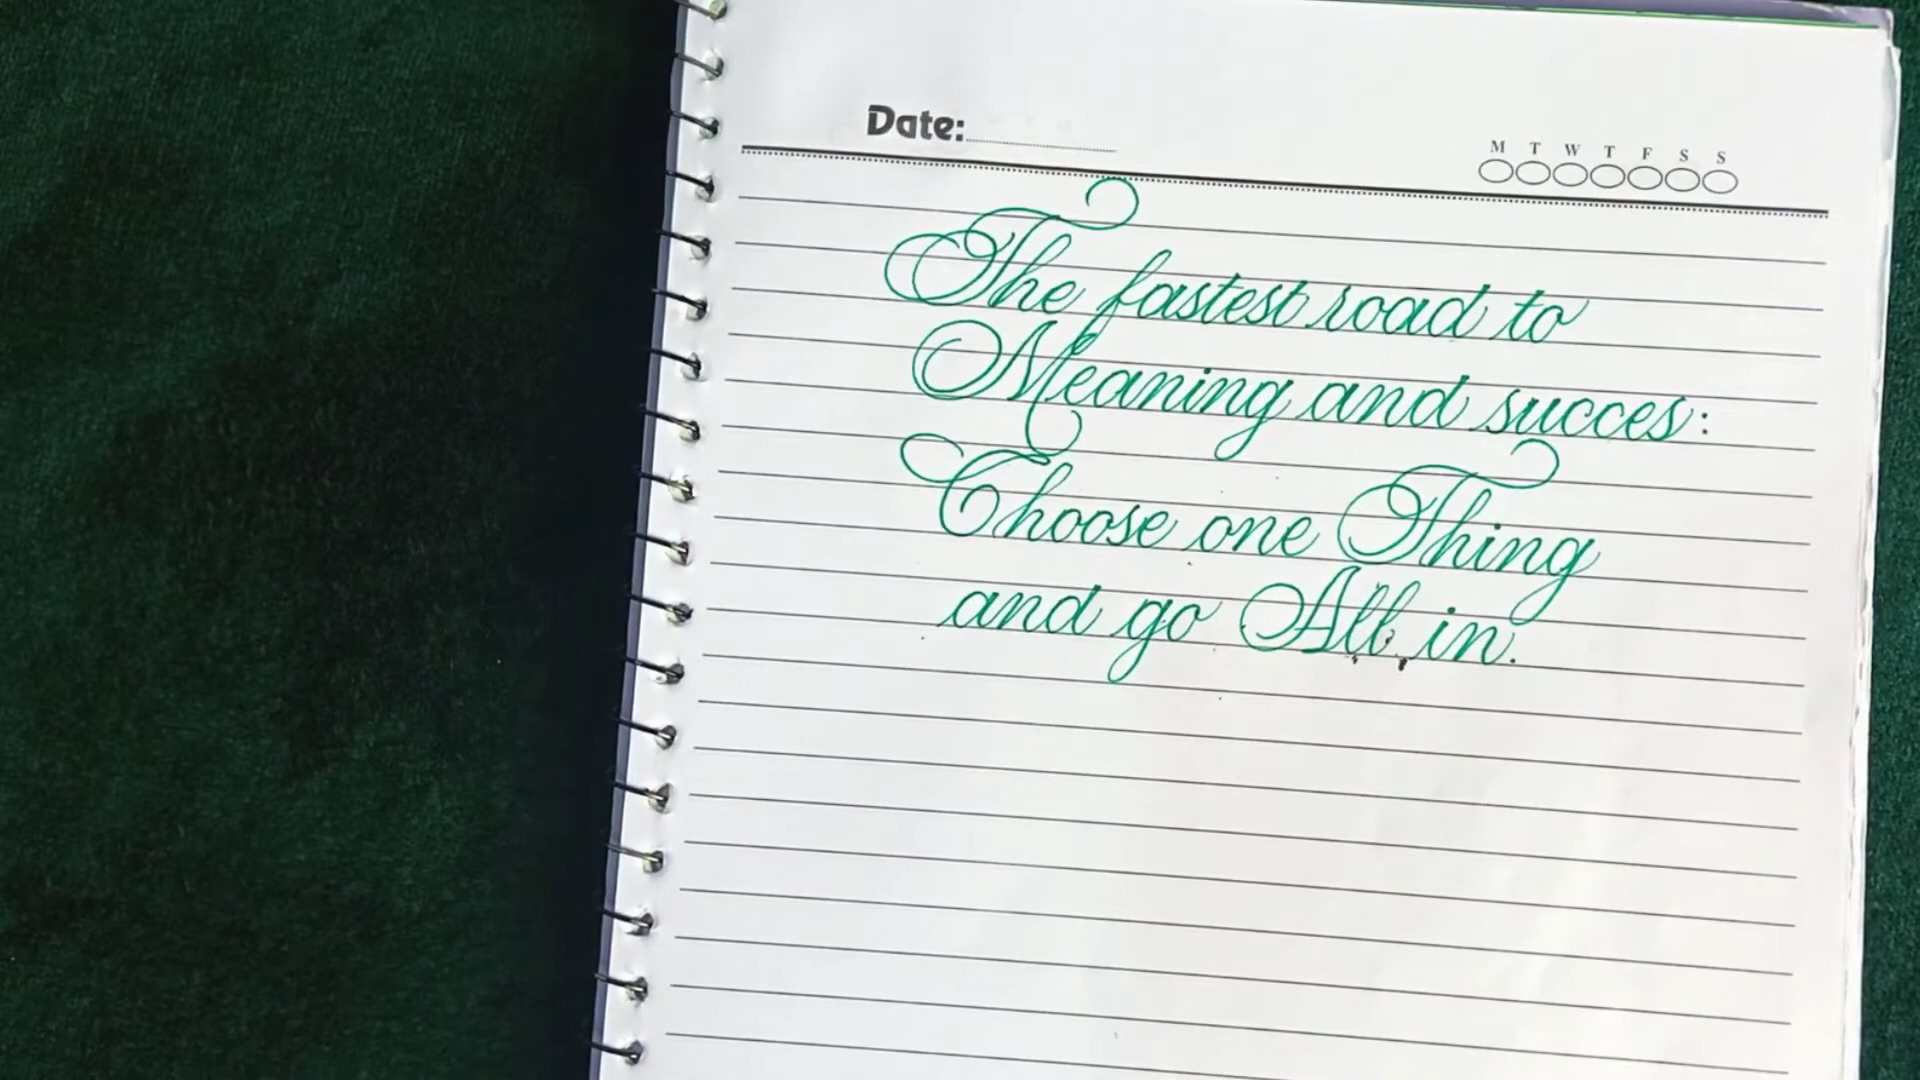 Date:
M T W T F S S
The fastest road to
Meaning and succes:
Choose one Thing
and go All in.